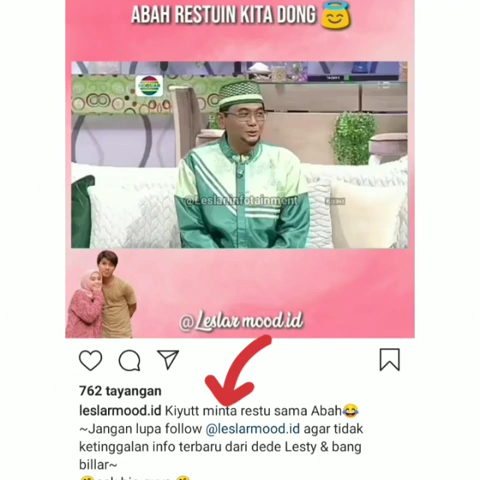 ABAH RESTUIN KITA DONG 😇
INDOSIAR
@Leslarinfotainment
@Leslar mood.id
762 tayangan
leslarmood.id Kiyutt minta restu sama Abah😂
~Jangan lupa follow @leslarmood.id agar tidak
ketinggalan info terbaru dari dede Lesty & bang
billar~